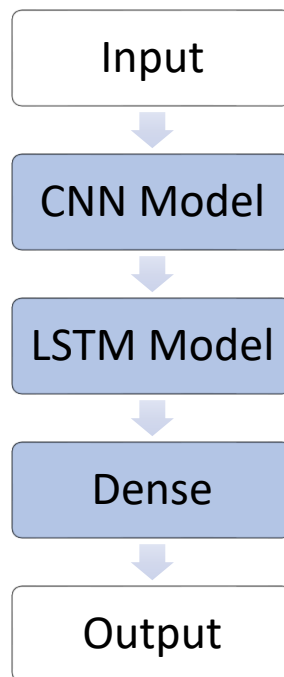 Input
CNN Model
LSTM Model
Dense
Output